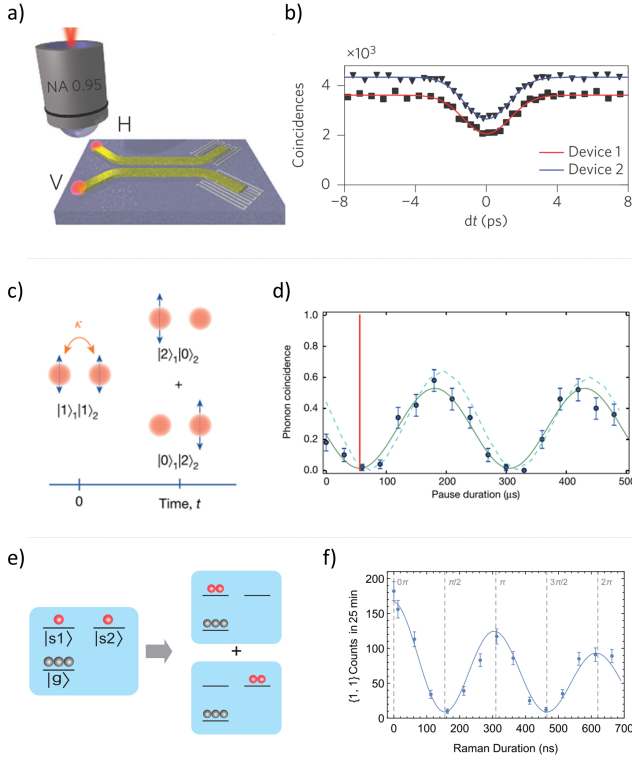 a)
NA 0.95
H
V
b)
×10³
Coincidences
4
2
0
−8 −4 0 4 8
dt (ps)
Device 1
Device 2
c)
κ
|1⟩₁|1⟩₂
|2⟩₁|0⟩₂
+
|0⟩₁|2⟩₂
0
Time, t
d)
Phonon coincidence
1.0
0.8
0.6
0.4
0.2
0.0
0 100 200 300 400 500
Pause duration (µs)
e)
|s1⟩ |s2⟩
|g⟩
+
f)
{1, 1} Counts in 25 min
200
150
100
50
0
0π π/2 π 3π/2 2π
0 100 200 300 400 500 600 700
Raman Duration (ns)